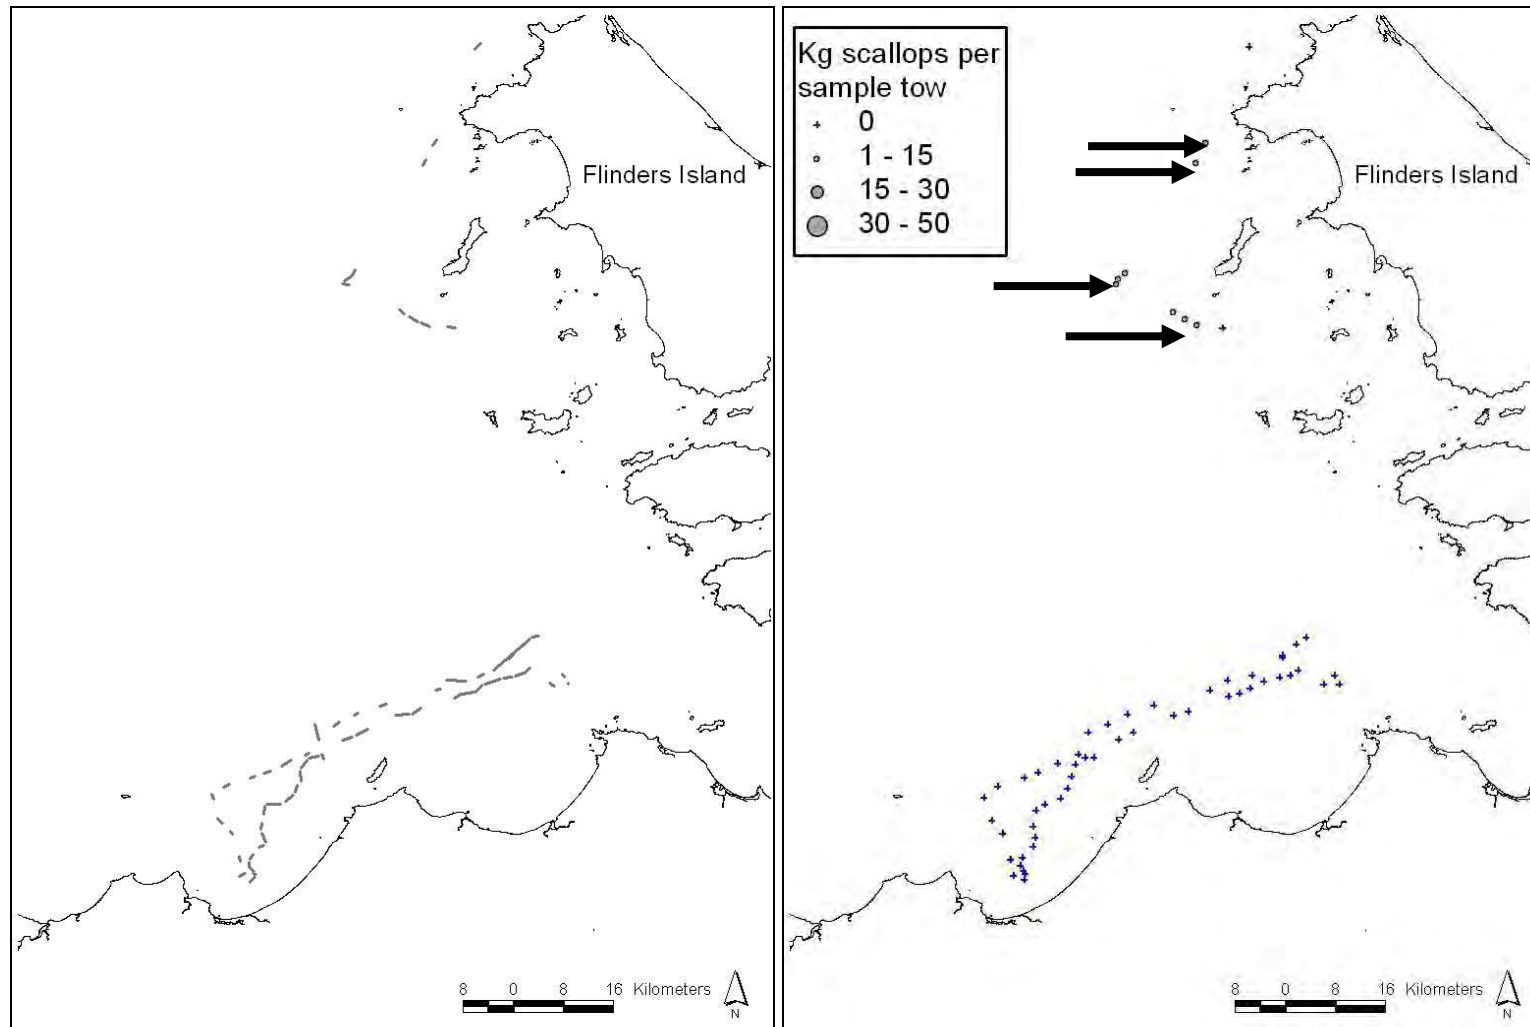 Flinders Island
8 0 8 16 Kilometers
N
Kg scallops per
sample tow
0
1 - 15
15 - 30
30 - 50
Flinders Island
8 0 8 16 Kilometers
N